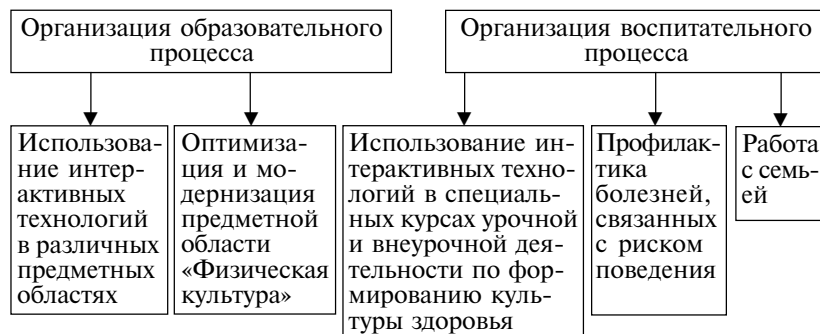 Организация образовательного
процесса
Организация воспитательного
процесса
Использова-
ние интер-
активных
технологий
в различных
предметных
областях
Оптимиза-
ция и мо-
дернизация
предметной
области
«Физическая
культура»
Использование ин-
терактивных техно-
логий в специаль-
ных курсах урочной
и внеурочной дея-
тельности по фор-
мированию куль-
туры здоровья
Профилак-
тика
болезней,
связанных
с риском
поведения
Работа
с семь-
ей